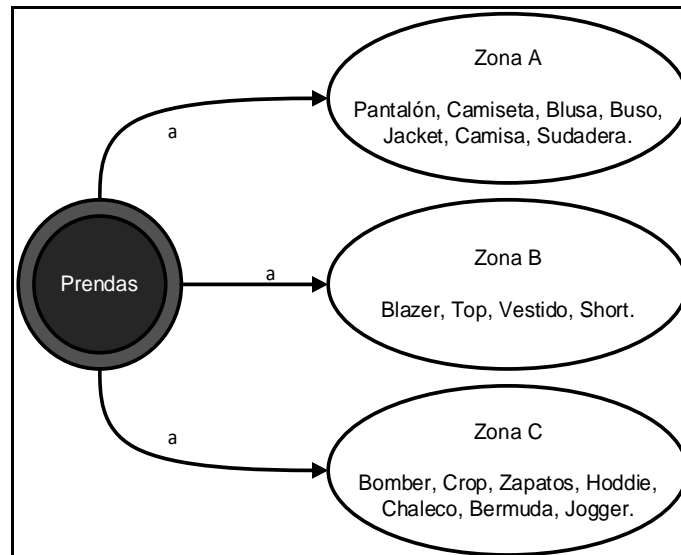 Zona A
Pantalón, Camiseta, Blusa, Buso,
Jacket, Camisa, Sudadera.
a
Prendas
a
Zona B
Blazer, Top, Vestido, Short.
a
Zona C
Bomber, Crop, Zapatos, Hoddie,
Chaleco, Bermuda, Jogger.